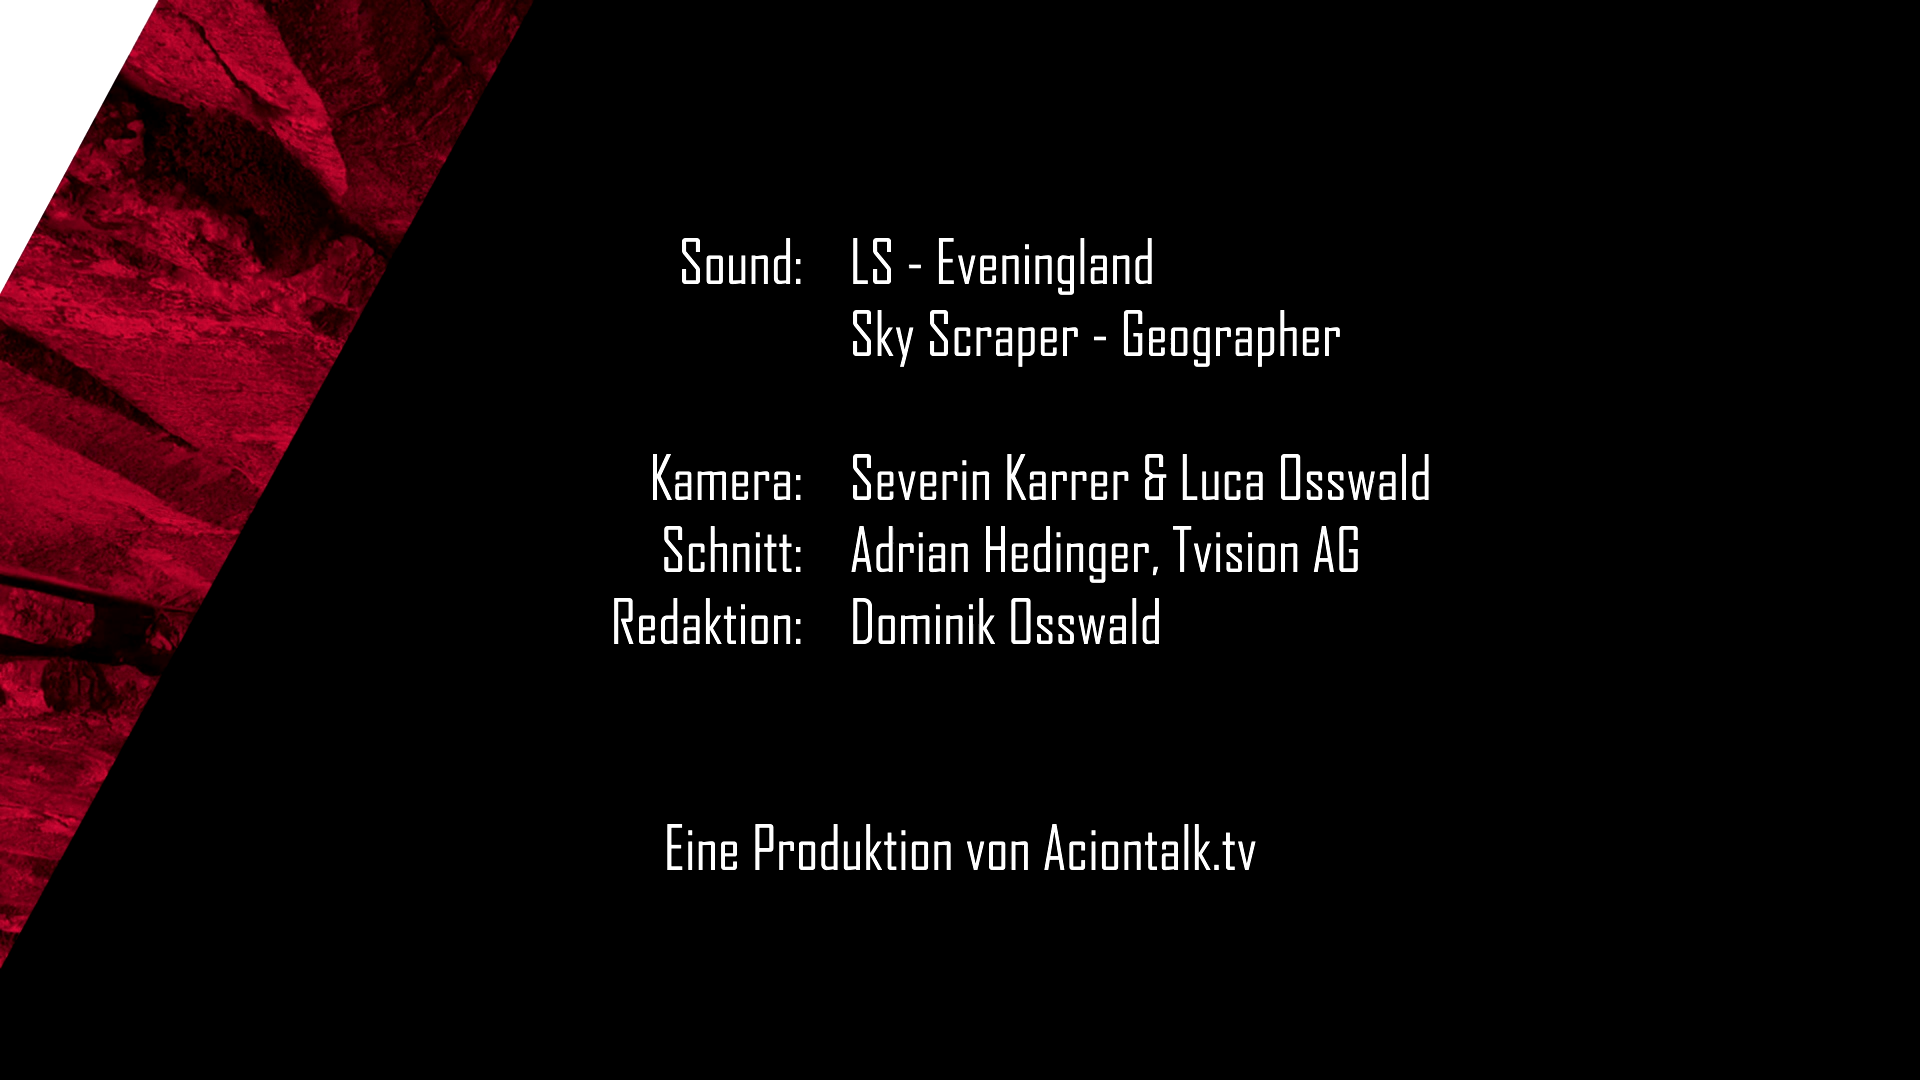 Sound: LS - Eveningland
Sky Scraper - Geographer
Kamera: Severin Karrer & Luca Osswald
Schnitt: Adrian Hedinger, Tvision AG
Redaktion: Dominik Osswald
Eine Produktion von Aciontalk.tv